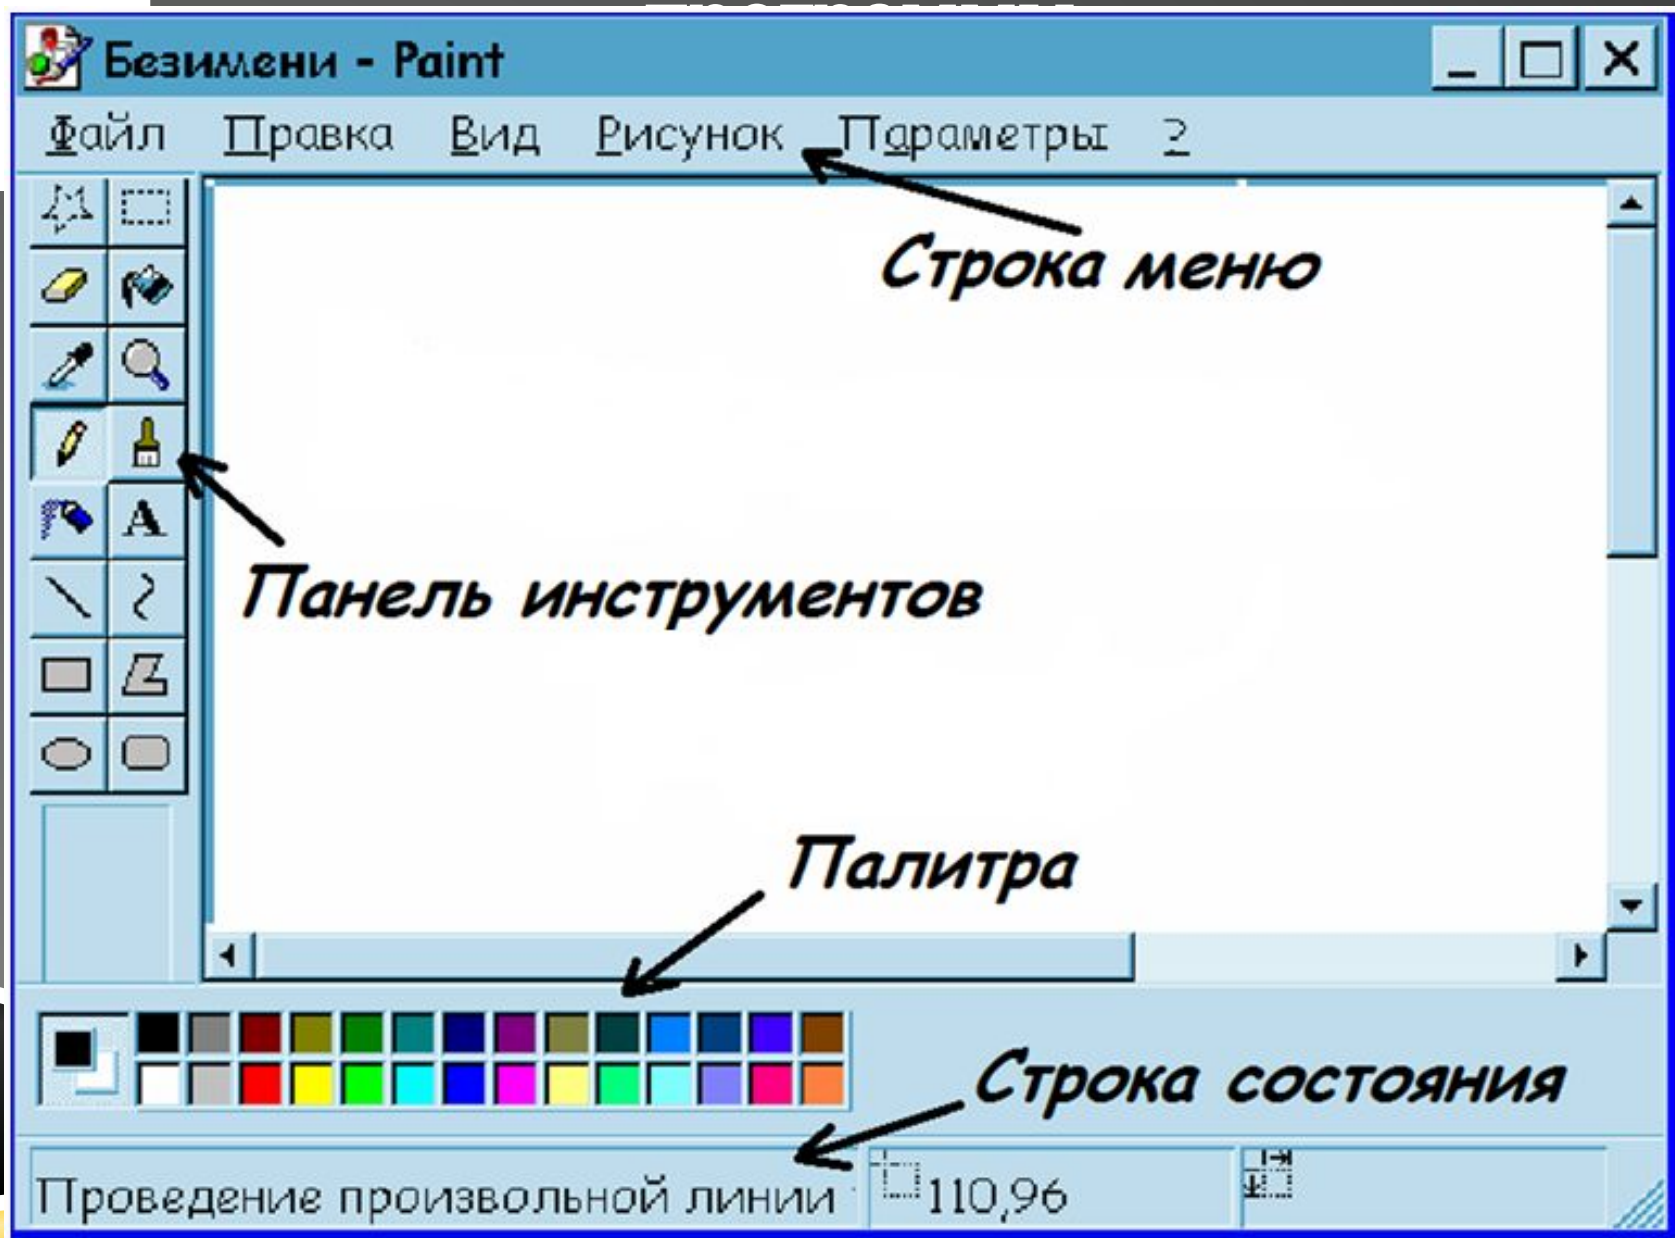 Безимени - Paint
Файл Правка Вид Рисунок Параметры ?
Строка меню
A
Панель инструментов
Палитра
Строка состояния
Проведение произвольной линии 110,96